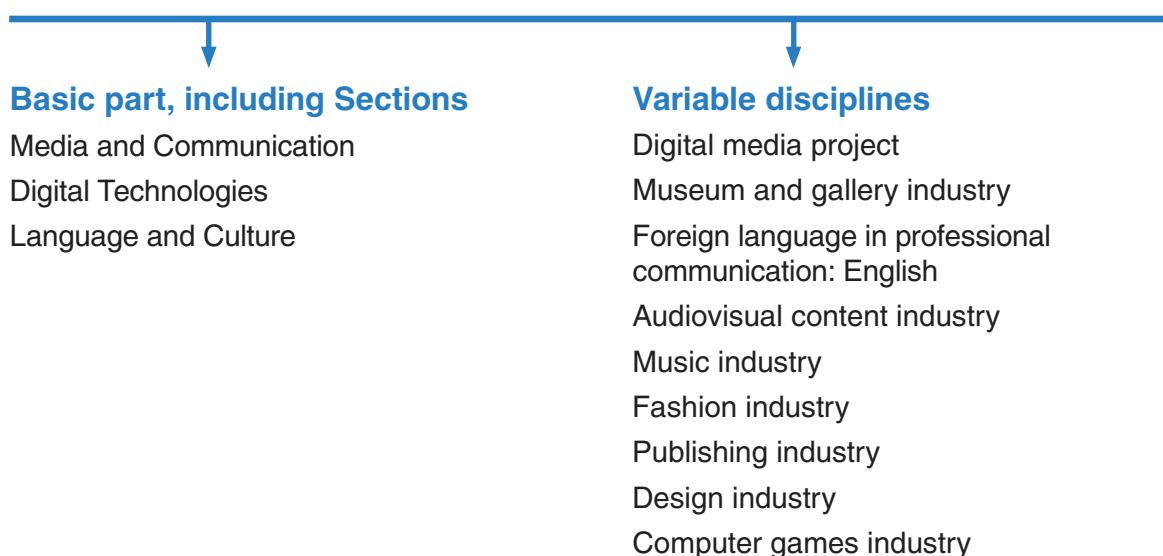 Basic part, including Sections
Media and Communication
Digital Technologies
Language and Culture
Variable disciplines
Digital media project
Museum and gallery industry
Foreign language in professional
communication: English
Audiovisual content industry
Music industry
Fashion industry
Publishing industry
Design industry
Computer games industry